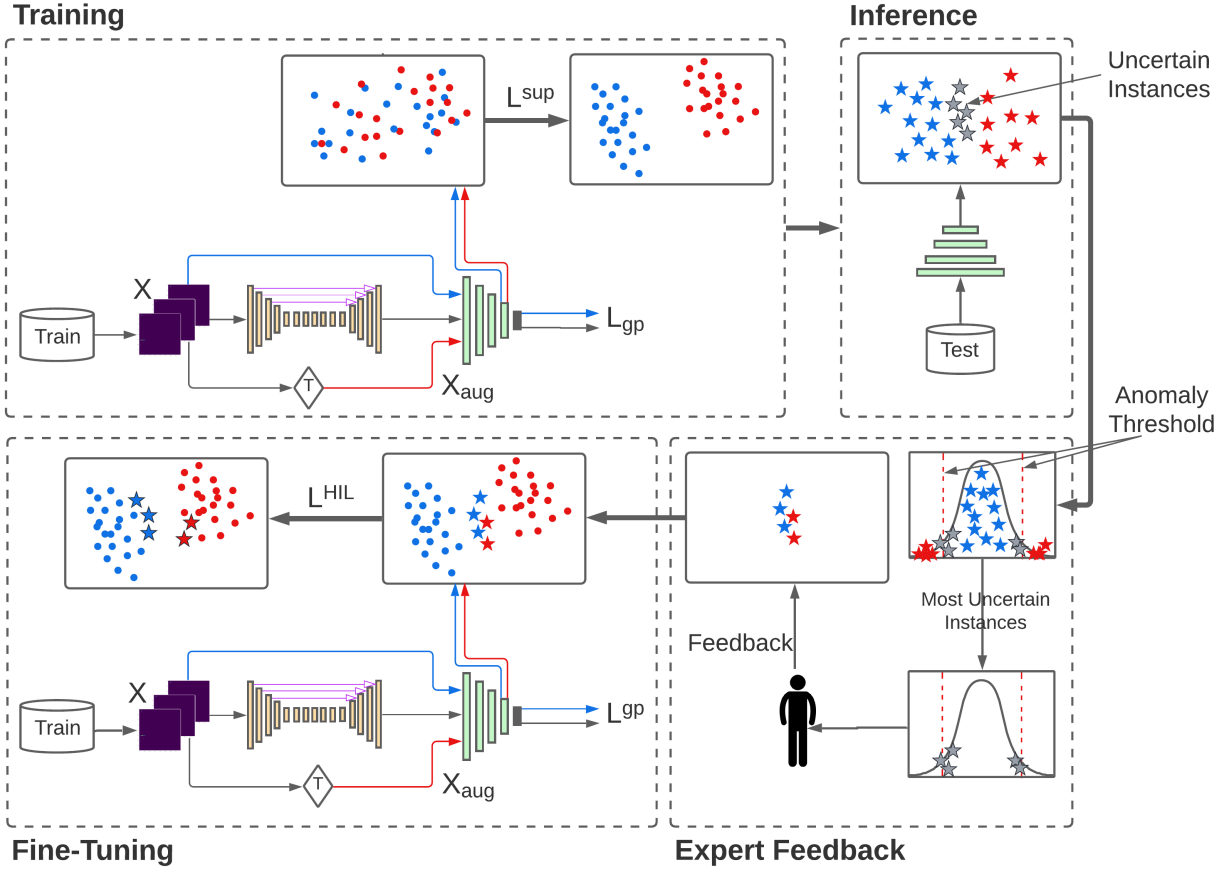 Training
Inference
L^sup
Uncertain
Instances
X
Train
T
X_aug
L_gp
Test
Anomaly
Threshold
L^HIL
Most Uncertain
Instances
Feedback
X
Train
T
X_aug
L^gp
Fine-Tuning
Expert Feedback